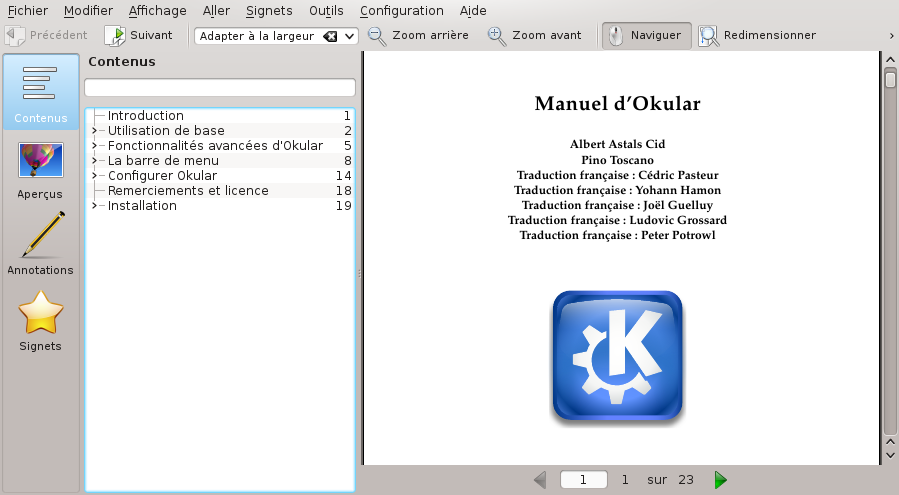 Fichier Modifier Affichage Aller Signets Outils Configuration Aide
Précédent Suivant Adapter à la largeur Zoom arrière Zoom avant Naviguer Redimensionner
Contenus
Contenus
Aperçus
Annotations
Signets
Introduction 1
Utilisation de base 2
Fonctionnalités avancées d'Okular 5
La barre de menu 8
Configurer Okular 14
Remerciements et licence 18
Installation 19
Manuel d’Okular
Albert Astals Cid
Pino Toscano
Traduction française : Cédric Pasteur
Traduction française : Yohann Hamon
Traduction française : Joël Guelluy
Traduction française : Ludovic Grossard
Traduction française : Peter Potrowl
K
1 1 sur 23